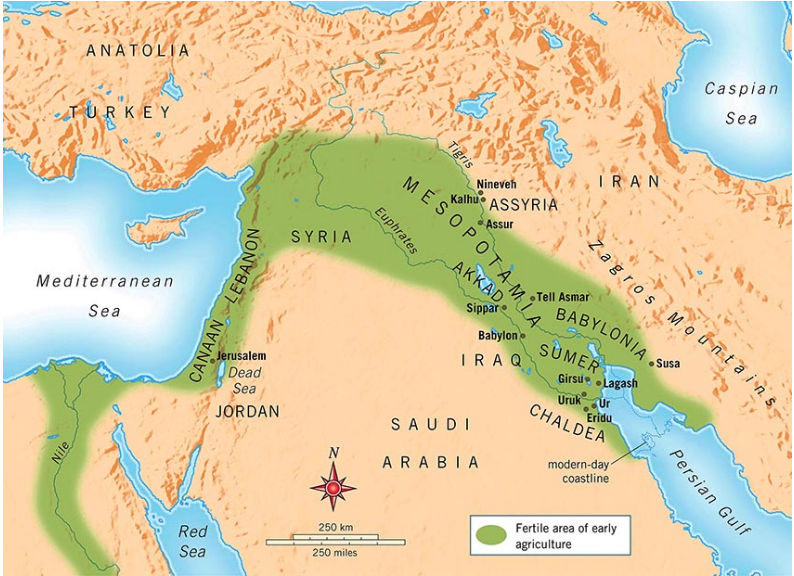 ANATOLIA
TURKEY
Caspian
Sea
Tigris
Nineveh
Kalhu
ASSYRIA
IRAN
Assur
MESOPOTAMIA
Euphrates
SYRIA
LEBANON
Mediterranean
Sea
AKKAD
Zagros Mountains
Tell Asmar
Sippar
BABYLONIA
Babylon
CANAAN
Jerusalem
Dead
Sea
IRAQ
SUMER
Susa
Girsu
Lagash
Uruk
Ur
Eridu
JORDAN
CHALDEA
SAUDI
ARABIA
Nile
N
modern-day
coastline
Persian Gulf
Red
Sea
250 km
250 miles
Fertile area of early
agriculture